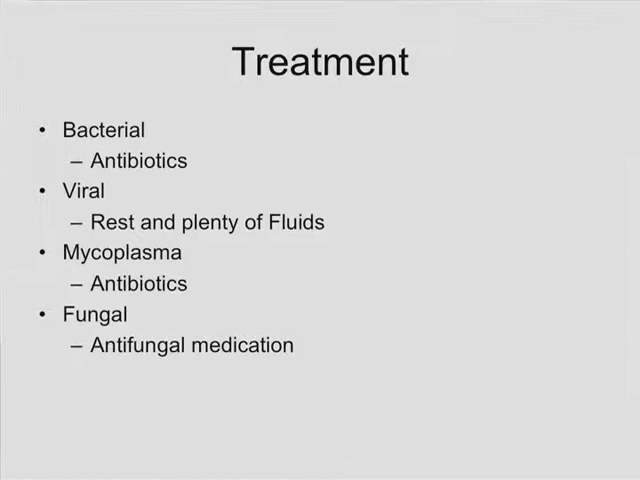 Treatment
• Bacterial
– Antibiotics
• Viral
– Rest and plenty of Fluids
• Mycoplasma
– Antibiotics
• Fungal
– Antifungal medication